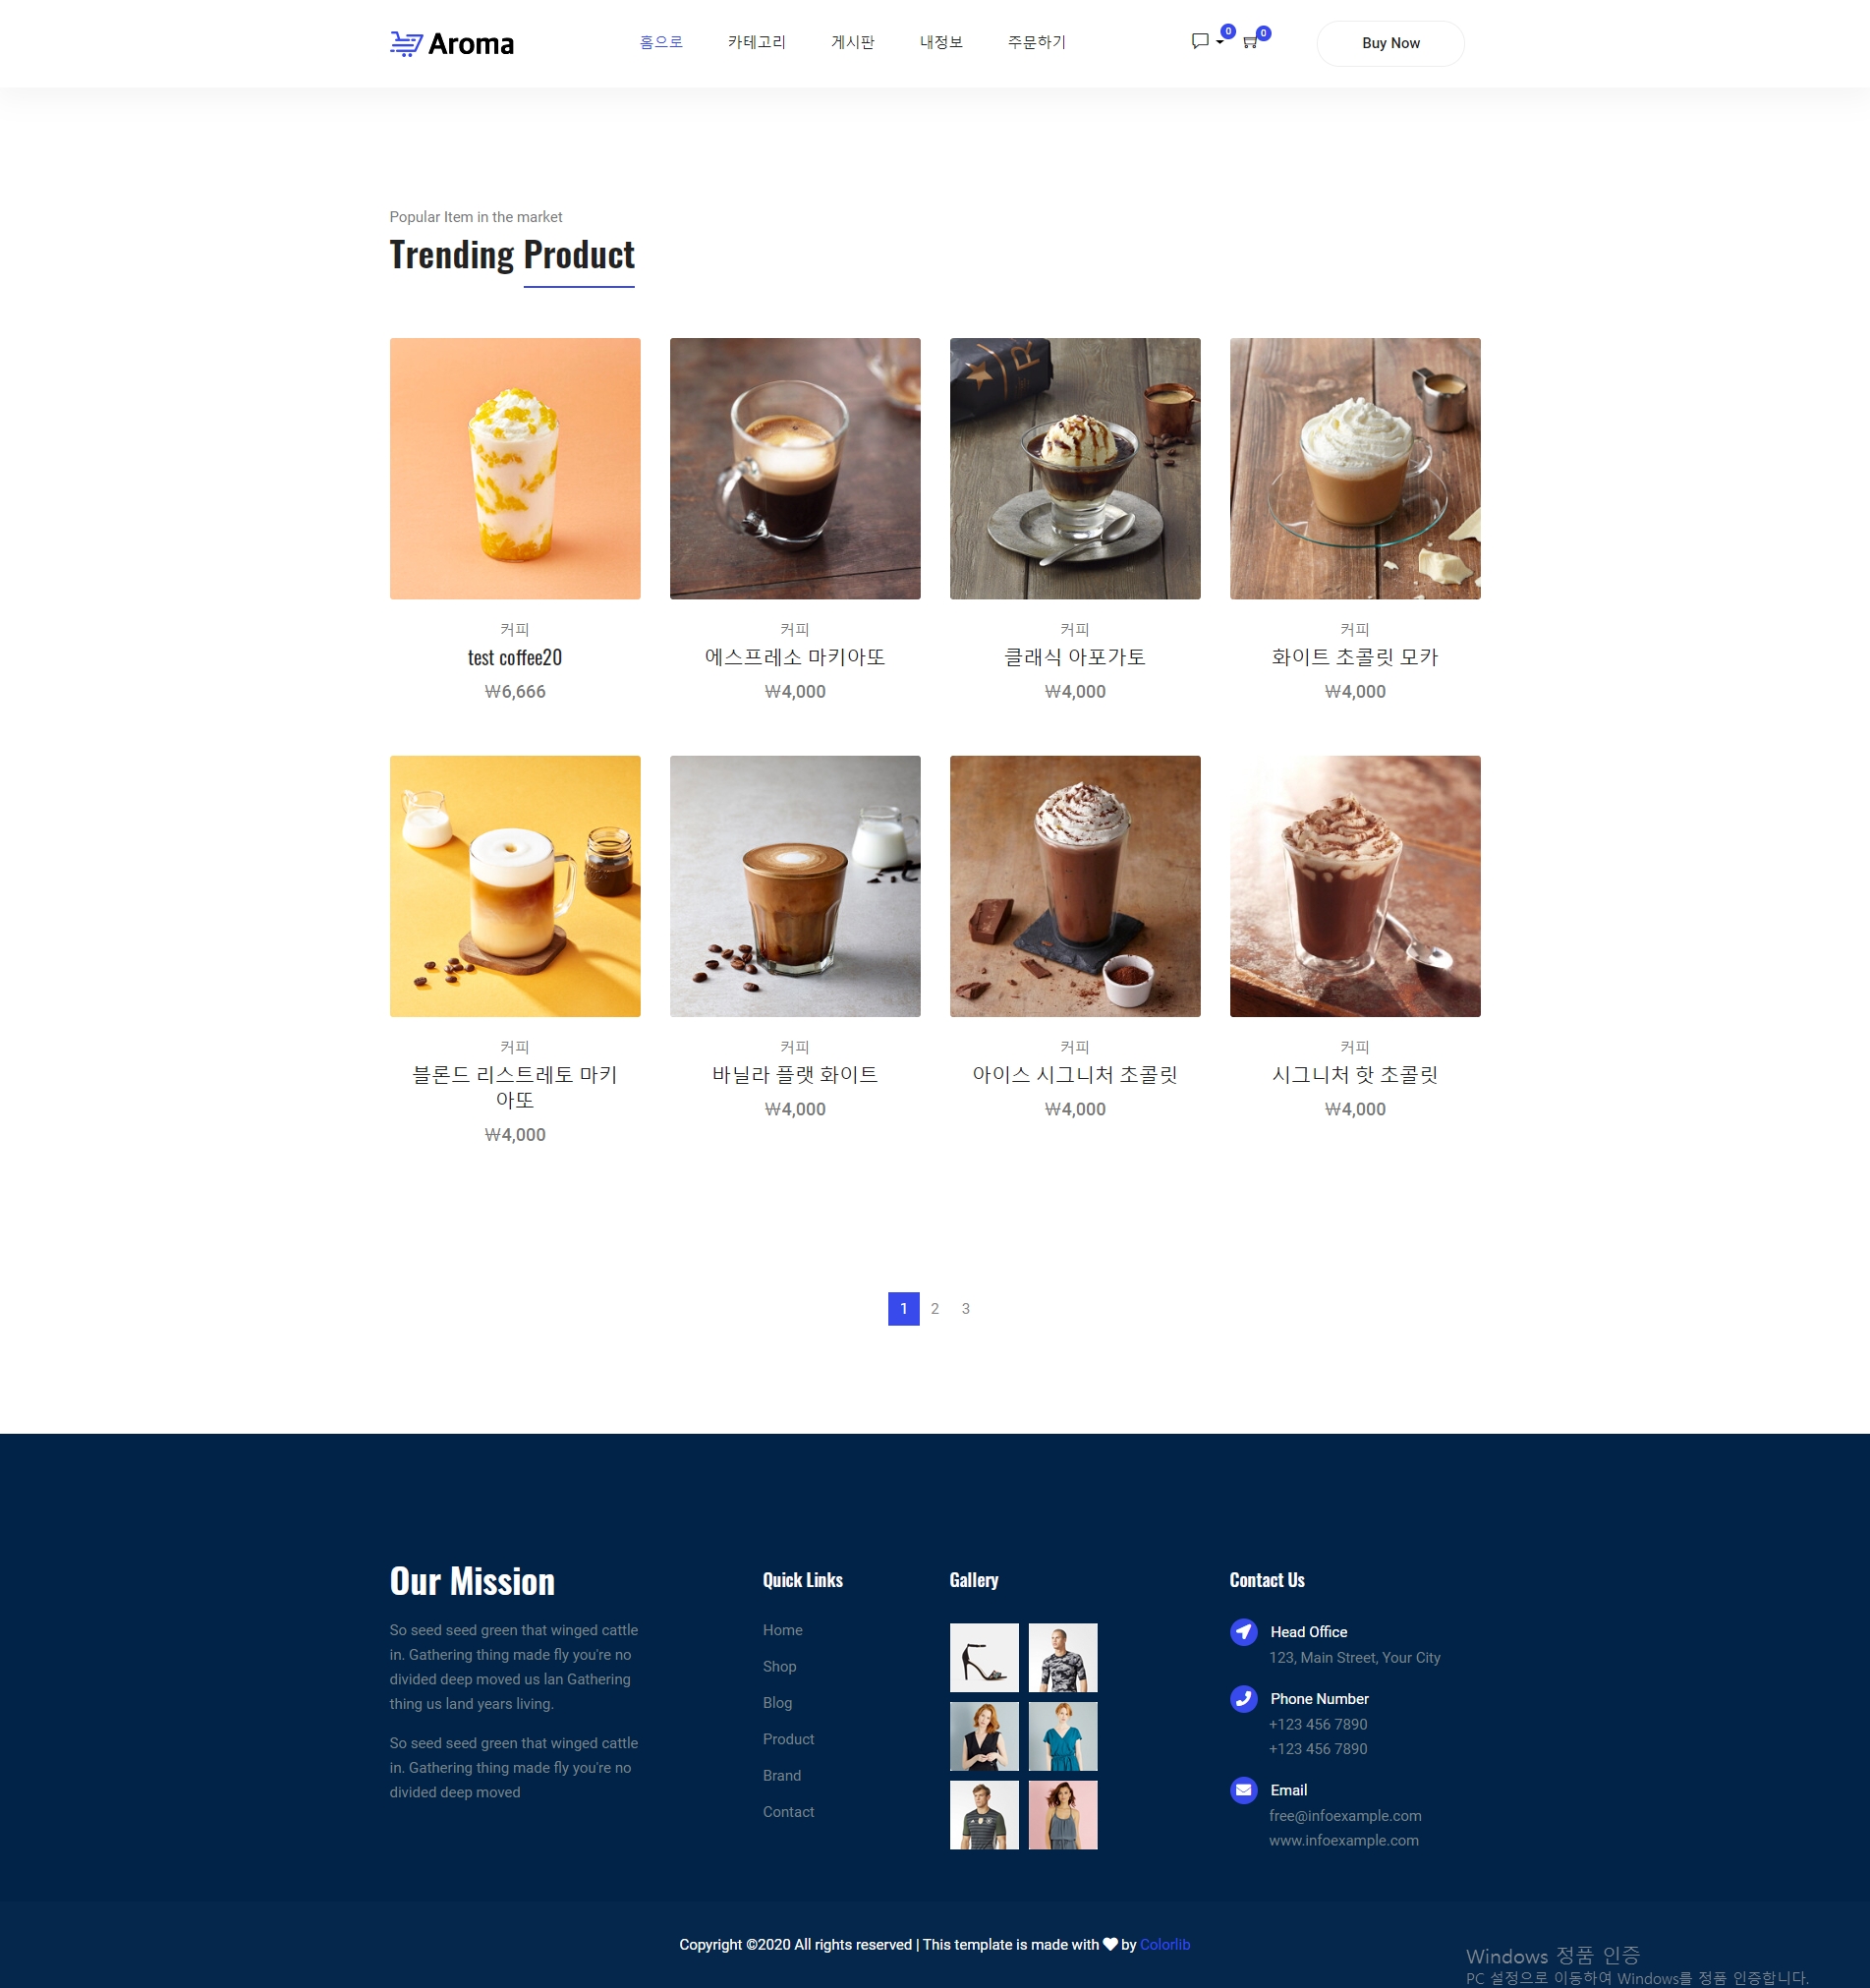 Aroma
홈으로 카테고리 게시판 내정보 주문하기
0 0
Buy Now
Popular Item in the market
Trending Product
R
커피
test coffee20
₩6,666
커피
에스프레소 마키아또
₩4,000
커피
클래식 아포가토
₩4,000
커피
화이트 초콜릿 모카
₩4,000
커피
블론드 리스트레토 마키
아또
₩4,000
커피
바닐라 플랫 화이트
₩4,000
커피
아이스 시그니처 초콜릿
₩4,000
커피
시그니처 핫 초콜릿
₩4,000
1 2 3
Our Mission
So seed seed green that winged cattle
in. Gathering thing made fly you're no
divided deep moved us lan Gathering
thing us land years living.
So seed seed green that winged cattle
in. Gathering thing made fly you're no
divided deep moved
Quick Links
Home
Shop
Blog
Product
Brand
Contact
Gallery
Contact Us
Head Office
123, Main Street, Your City
Phone Number
+123 456 7890
+123 456 7890
Email
free@infoexample.com
www.infoexample.com
Copyright ©2020 All rights reserved | This template is made with ♥ by Colorlib
Windows 정품 인증
PC 설정으로 이동하여 Windows를 정품 인증합니다.